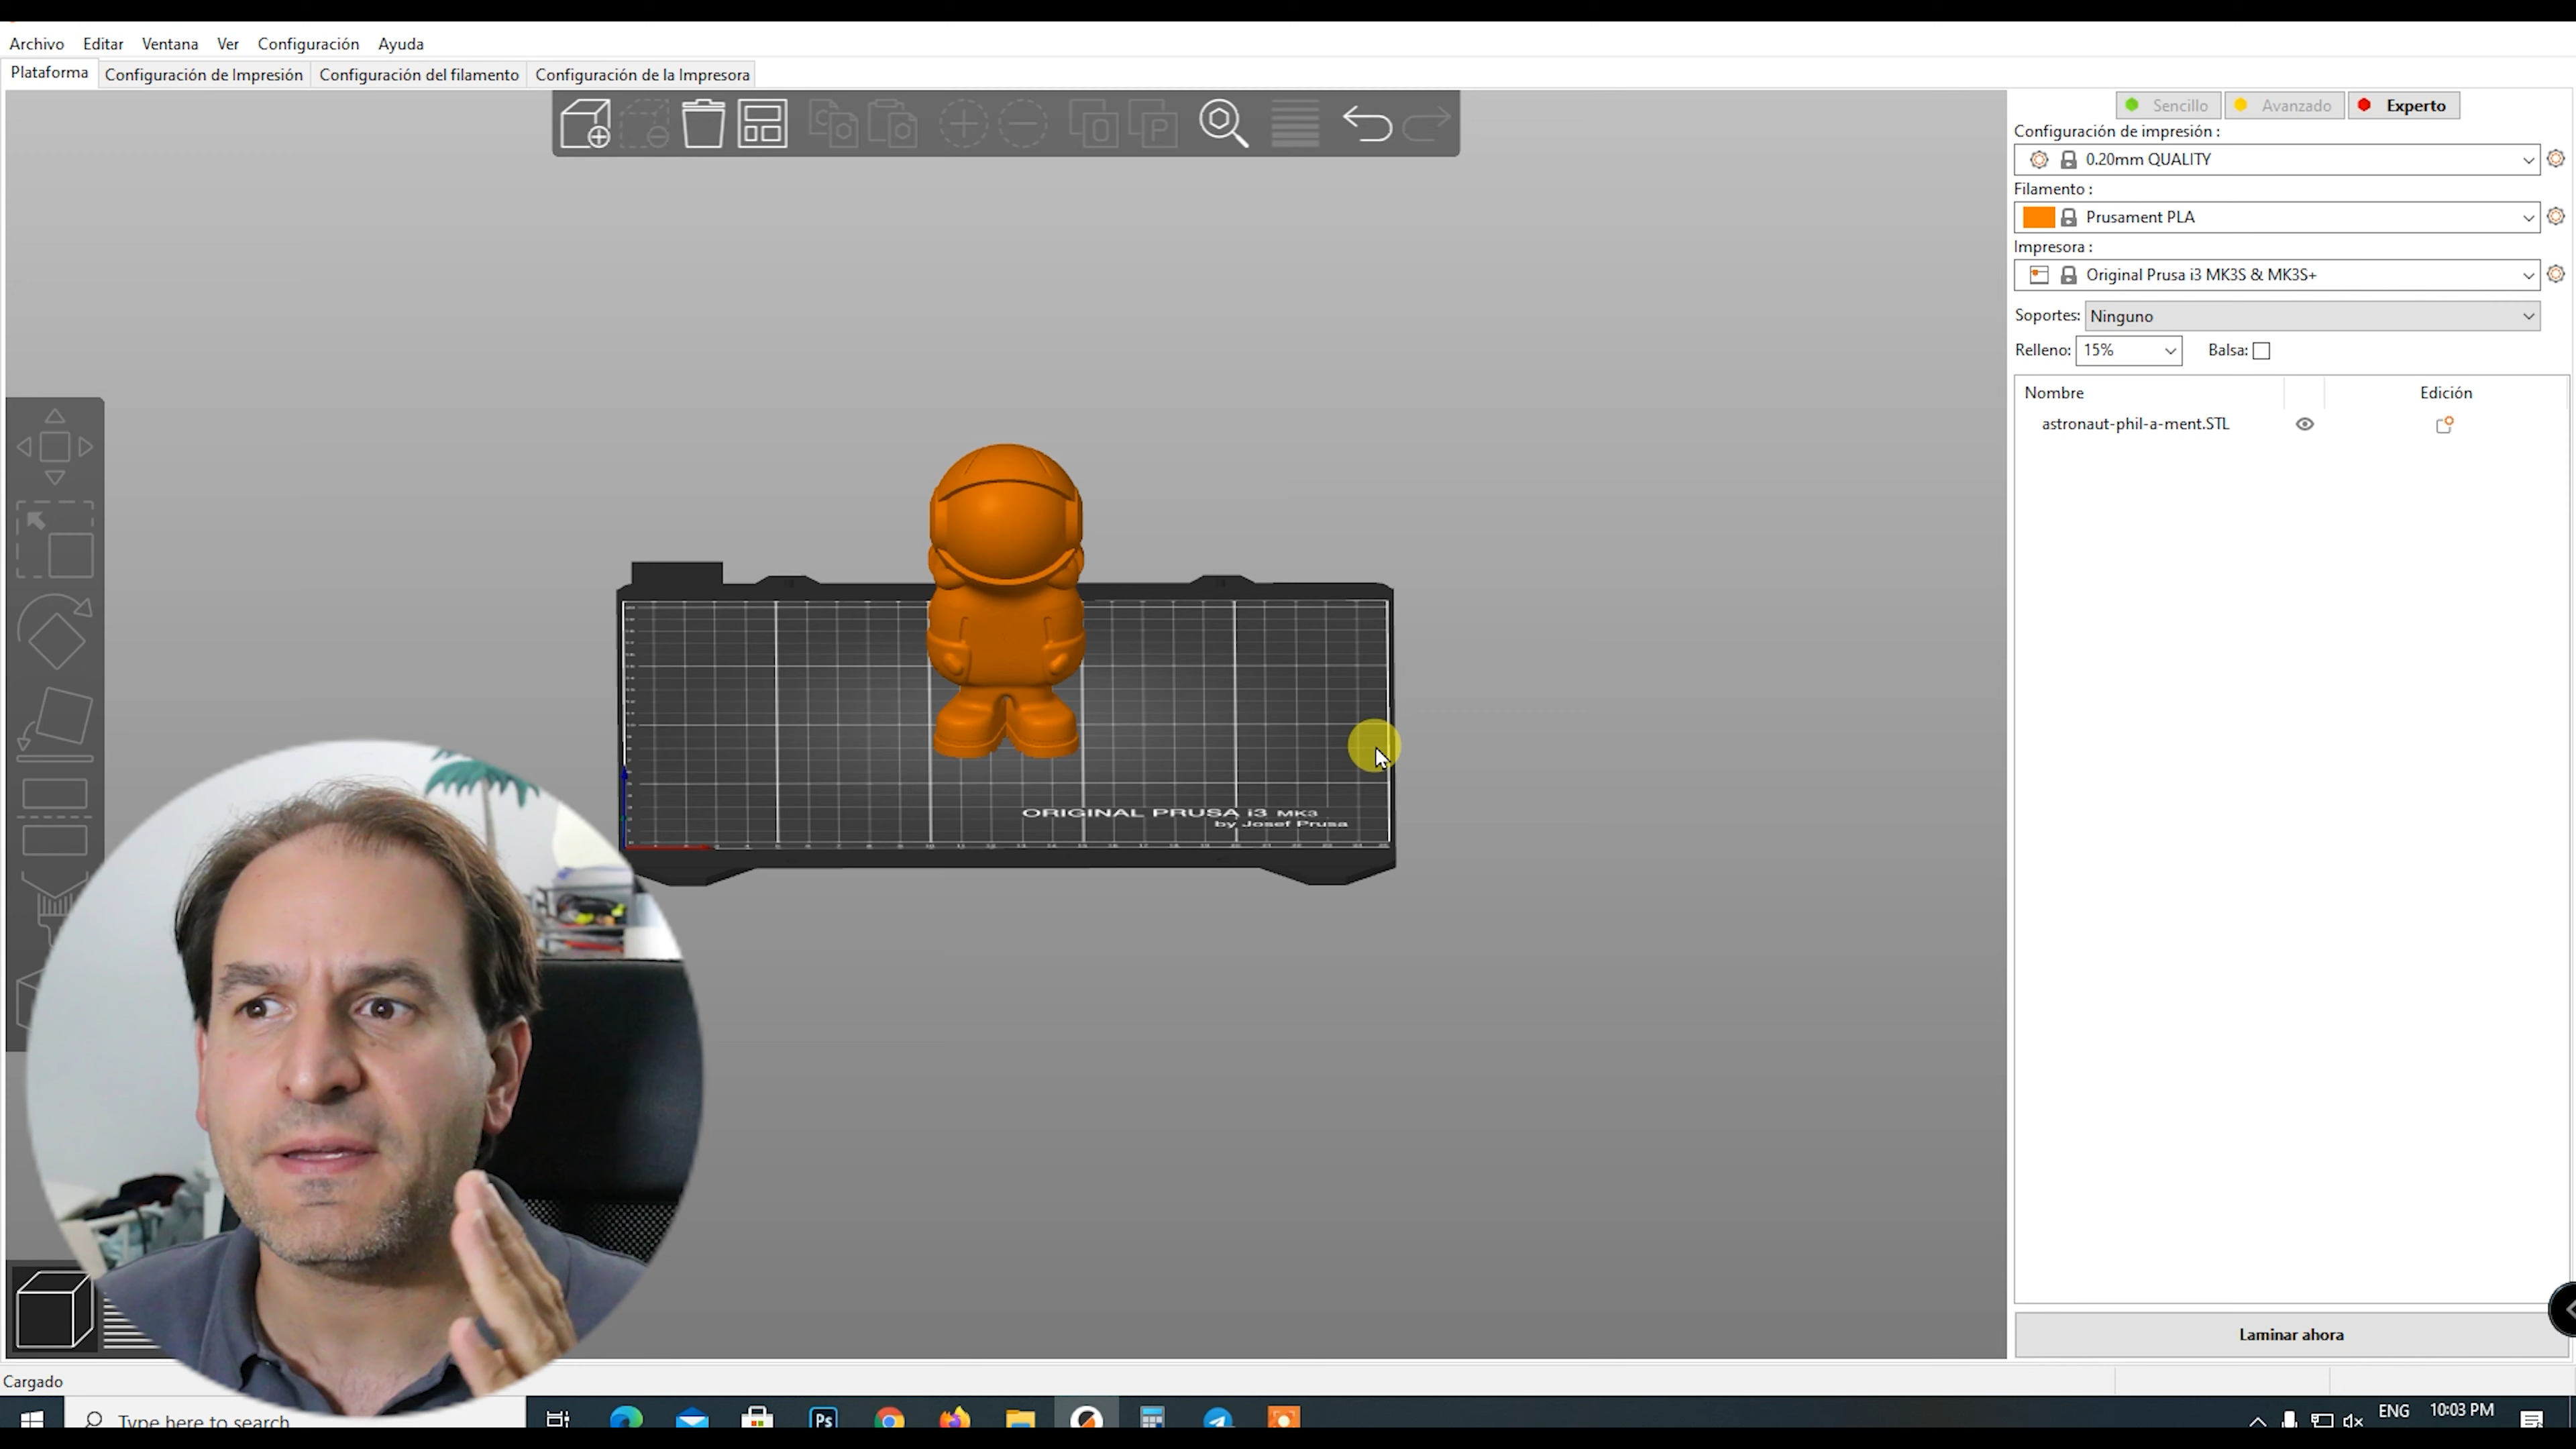 Archivo Editar Ventana Ver Configuración Ayuda
Plataforma Configuración de Impresión Configuración del filamento Configuración de la Impresora
Sencillo Avanzado Experto
Configuración de impresión :
0.20mm QUALITY
Filamento :
Prusament PLA
Impresora :
Original Prusa i3 MK3S & MK3S+
Soportes: Ninguno
Relleno: 15% Balsa:
Nombre Edición
astronaut-phil-a-ment.STL
ORIGINAL PRUSA i3 MK3
by Josef Prusa
Laminar ahora
Cargado
Type here to search
Ps
ENG 10:03 PM